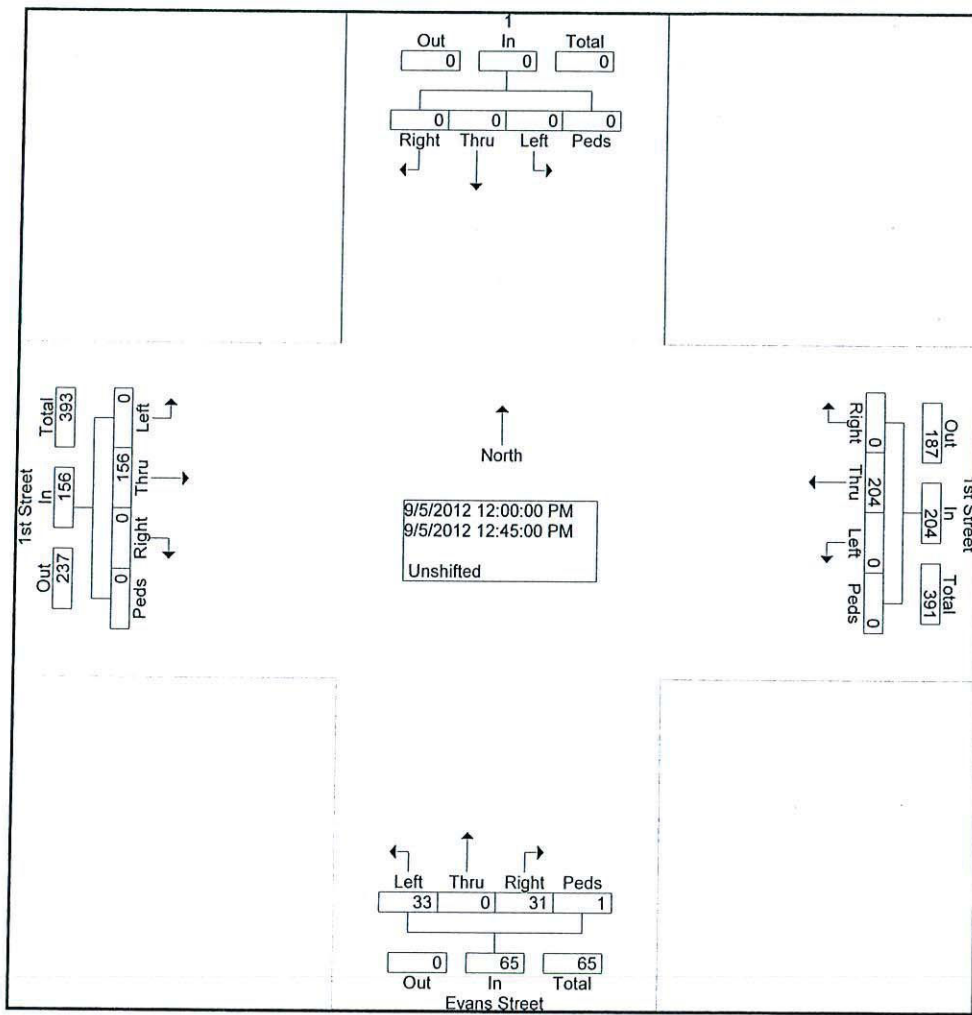 1
Out In Total
0 0 0
0 0 0 0
Right Thru Left Peds
1st Street
Total In Out
393 156 237
0 156 0 0
Left Thru Right Peds
North
9/5/2012 12:00:00 PM
9/5/2012 12:45:00 PM
Unshifted
Right Thru Left Peds
0 204 0 0
Out In Total
187 204 391
1st Street
Left Thru Right Peds
33 0 31 1
0 65 65
Out In Total
Evans Street